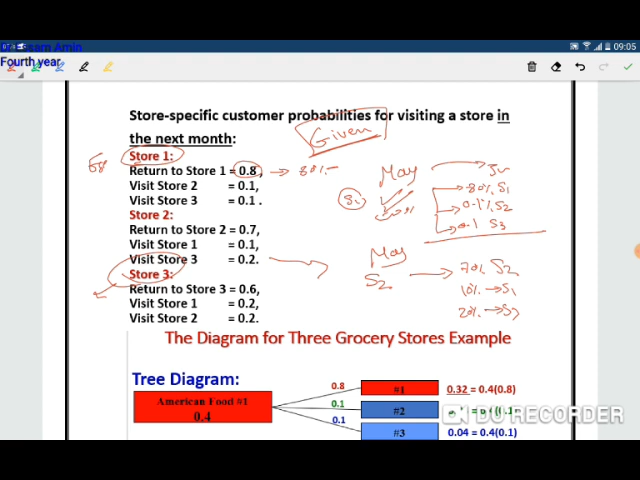 09:05
Fourth year
Store-specific customer probabilities for visiting a store in
the next month:
Given
Store 1:
Return to Store 1 = 0.8, → 80%
Visit Store 2 = 0.1,
Visit Store 3 = 0.1 .
Store 2:
Return to Store 2 = 0.7,
Visit Store 1 = 0.1,
Visit Store 3 = 0.2.
Store 3:
Return to Store 3 = 0.6,
Visit Store 1 = 0.2,
Visit Store 2 = 0.2.
May
80% S1
0.1% S2
0.1 S3
May
S2 → 70% S2
10% → S1
20% → S3
The Diagram for Three Grocery Stores Example
Tree Diagram:
American Food #1
0.4
0.8 #1 0.32 = 0.4(0.8)
0.1 #2
0.1 #3 0.04 = 0.4(0.1)
DU RECORDER